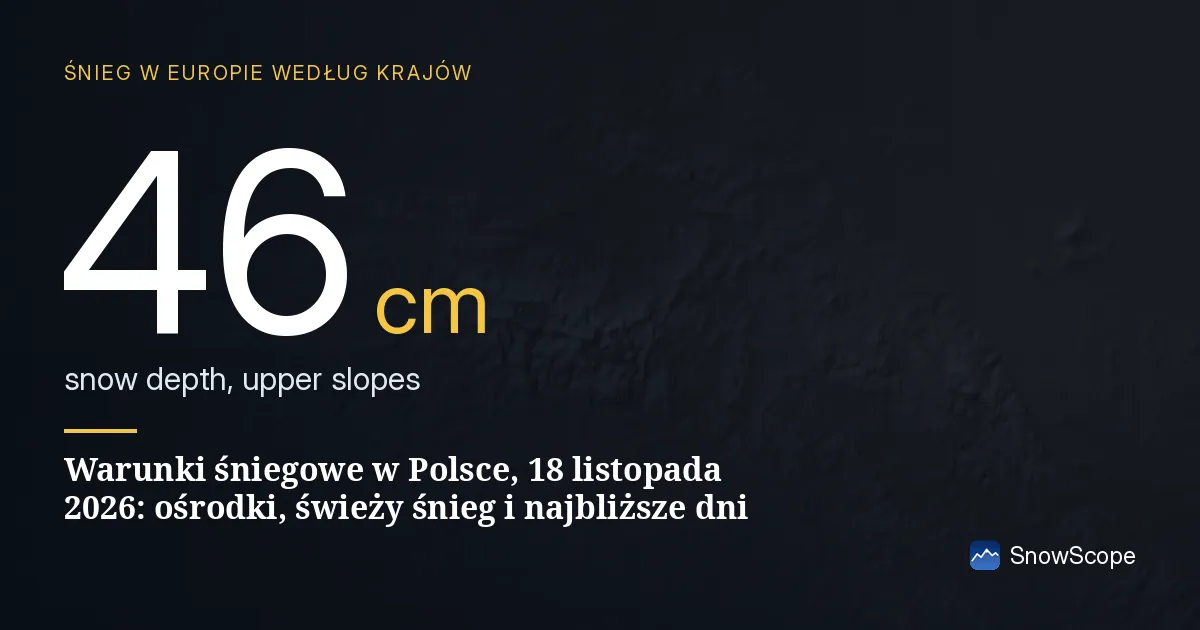 ŚNIEG W EUROPIE WEDŁUG KRAJÓW
46 cm
snow depth, upper slopes
Warunki śniegowe w Polsce, 18 listopada
2026: ośrodki, świeży śnieg i najbliższe dni
SnowScope